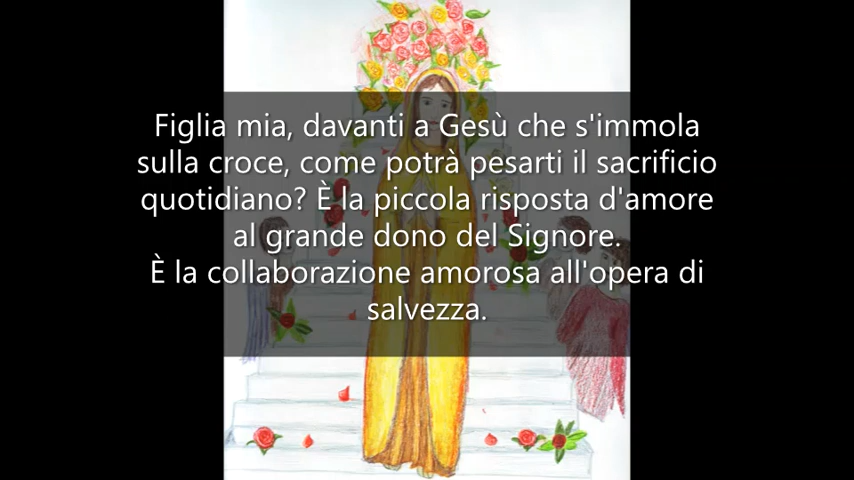 Figlia mia, davanti a Gesù che s'immola
sulla croce, come potrà pesarti il sacrificio
quotidiano? È la piccola risposta d'amore
al grande dono del Signore.
È la collaborazione amorosa all'opera di
salvezza.